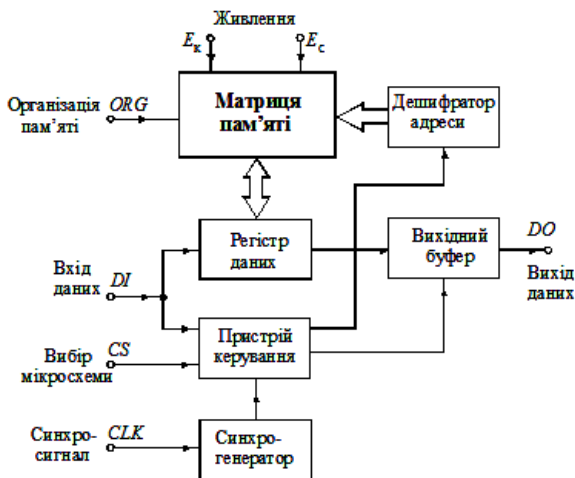 Живлення
Eк
Eс
Матриця
пам’яті
Організація
пам’яті
ORG
Дешифратор
адреси
Регістр
даних
Вихідний
буфер
DO
Вихід
даних
Вхід
даних
DI
Пристрій
керування
Вибір
мікросхеми
CS
Синхро-
сигнал
CLK
Синхро-
генератор